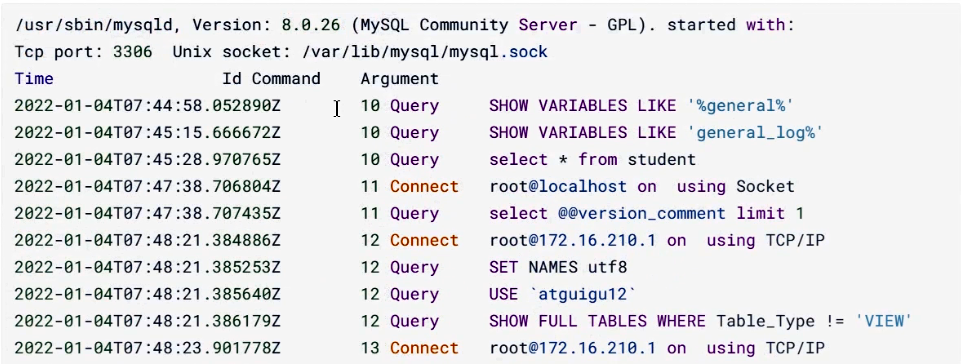 /usr/sbin/mysqld, Version: 8.0.26 (MySQL Community Server - GPL). started with:
Tcp port: 3306  Unix socket: /var/lib/mysql/mysql.sock
Time                 Id Command    Argument
2022-01-04T07:44:58.052890Z        10 Query     SHOW VARIABLES LIKE '%general%'
2022-01-04T07:45:15.666672Z        10 Query     SHOW VARIABLES LIKE 'general_log%'
2022-01-04T07:45:28.970765Z        10 Query     select * from student
2022-01-04T07:47:38.706804Z        11 Connect   root@localhost on  using Socket
2022-01-04T07:47:38.707435Z        11 Query     select @@version_comment limit 1
2022-01-04T07:48:21.384886Z        12 Connect   root@172.16.210.1 on  using TCP/IP
2022-01-04T07:48:21.385253Z        12 Query     SET NAMES utf8
2022-01-04T07:48:21.385640Z        12 Query     USE `atguigu12`
2022-01-04T07:48:21.386179Z        12 Query     SHOW FULL TABLES WHERE Table_Type != 'VIEW'
2022-01-04T07:48:23.901778Z        13 Connect   root@172.16.210.1 on  using TCP/IP